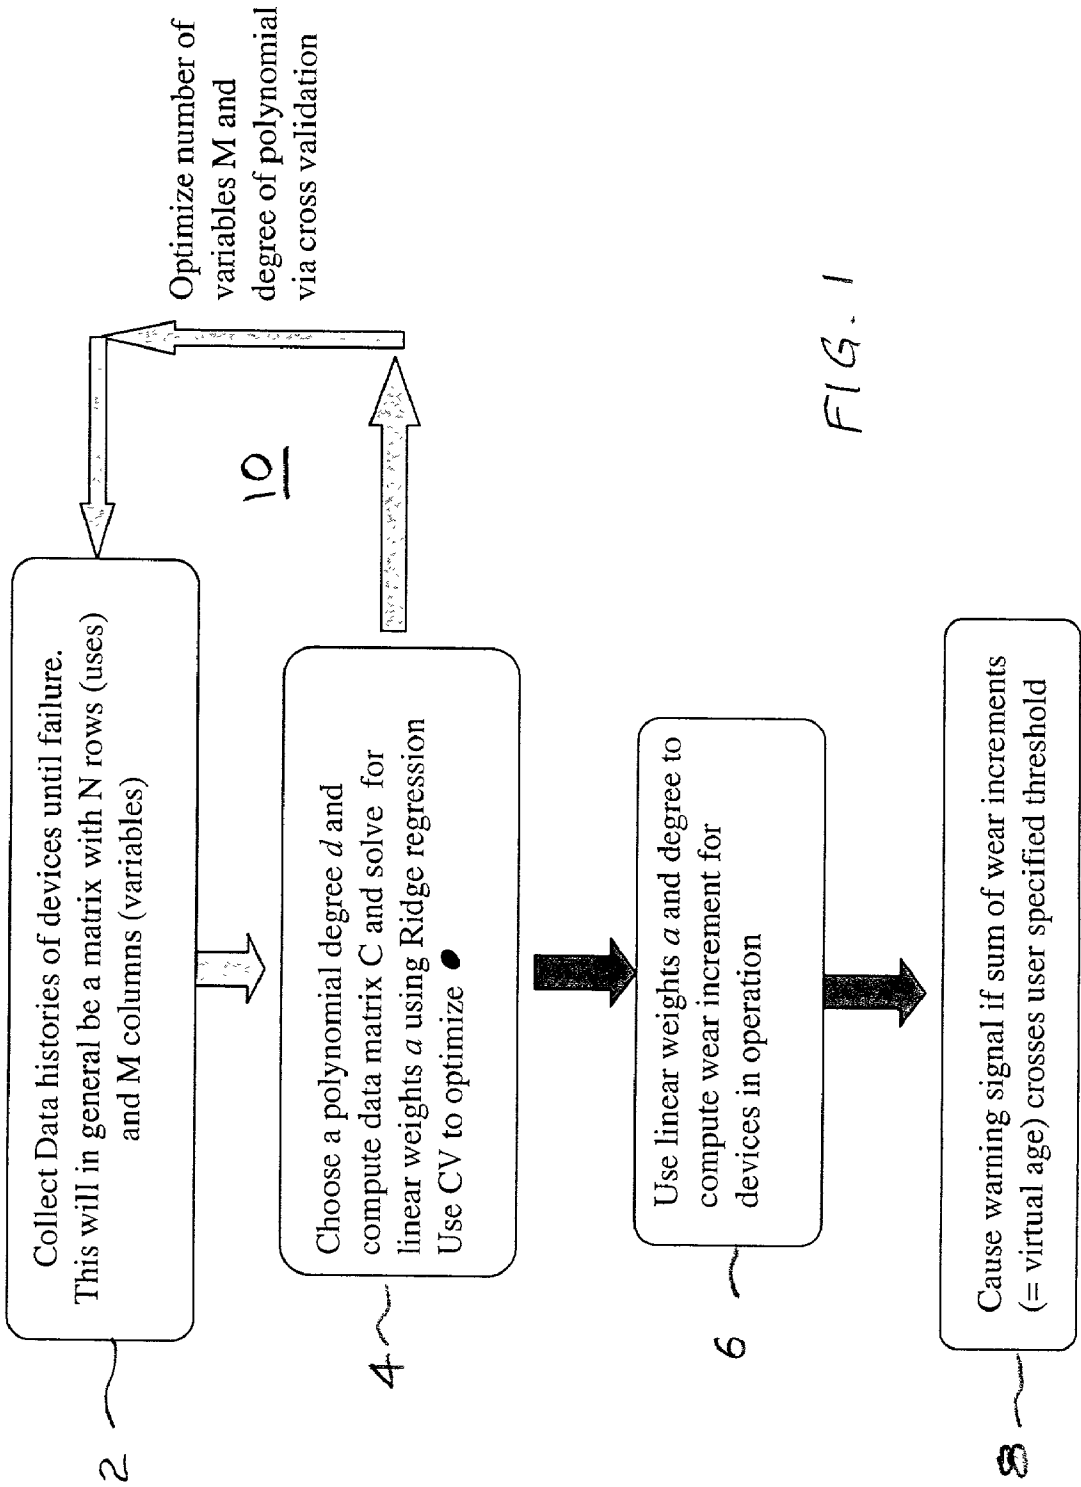 2
Collect Data histories of devices until failure.
This will in general be a matrix with N rows (uses)
and M columns (variables)
4
Choose a polynomial degree d and
compute data matrix C and solve for
linear weights a using Ridge regression
Use CV to optimize
Optimize number of
variables M and
degree of polynomial
via cross validation
10
6
Use linear weights a and degree to
compute wear increment for
devices in operation
8
Cause warning signal if sum of wear increments
(= virtual age) crosses user specified threshold
FIG. 1